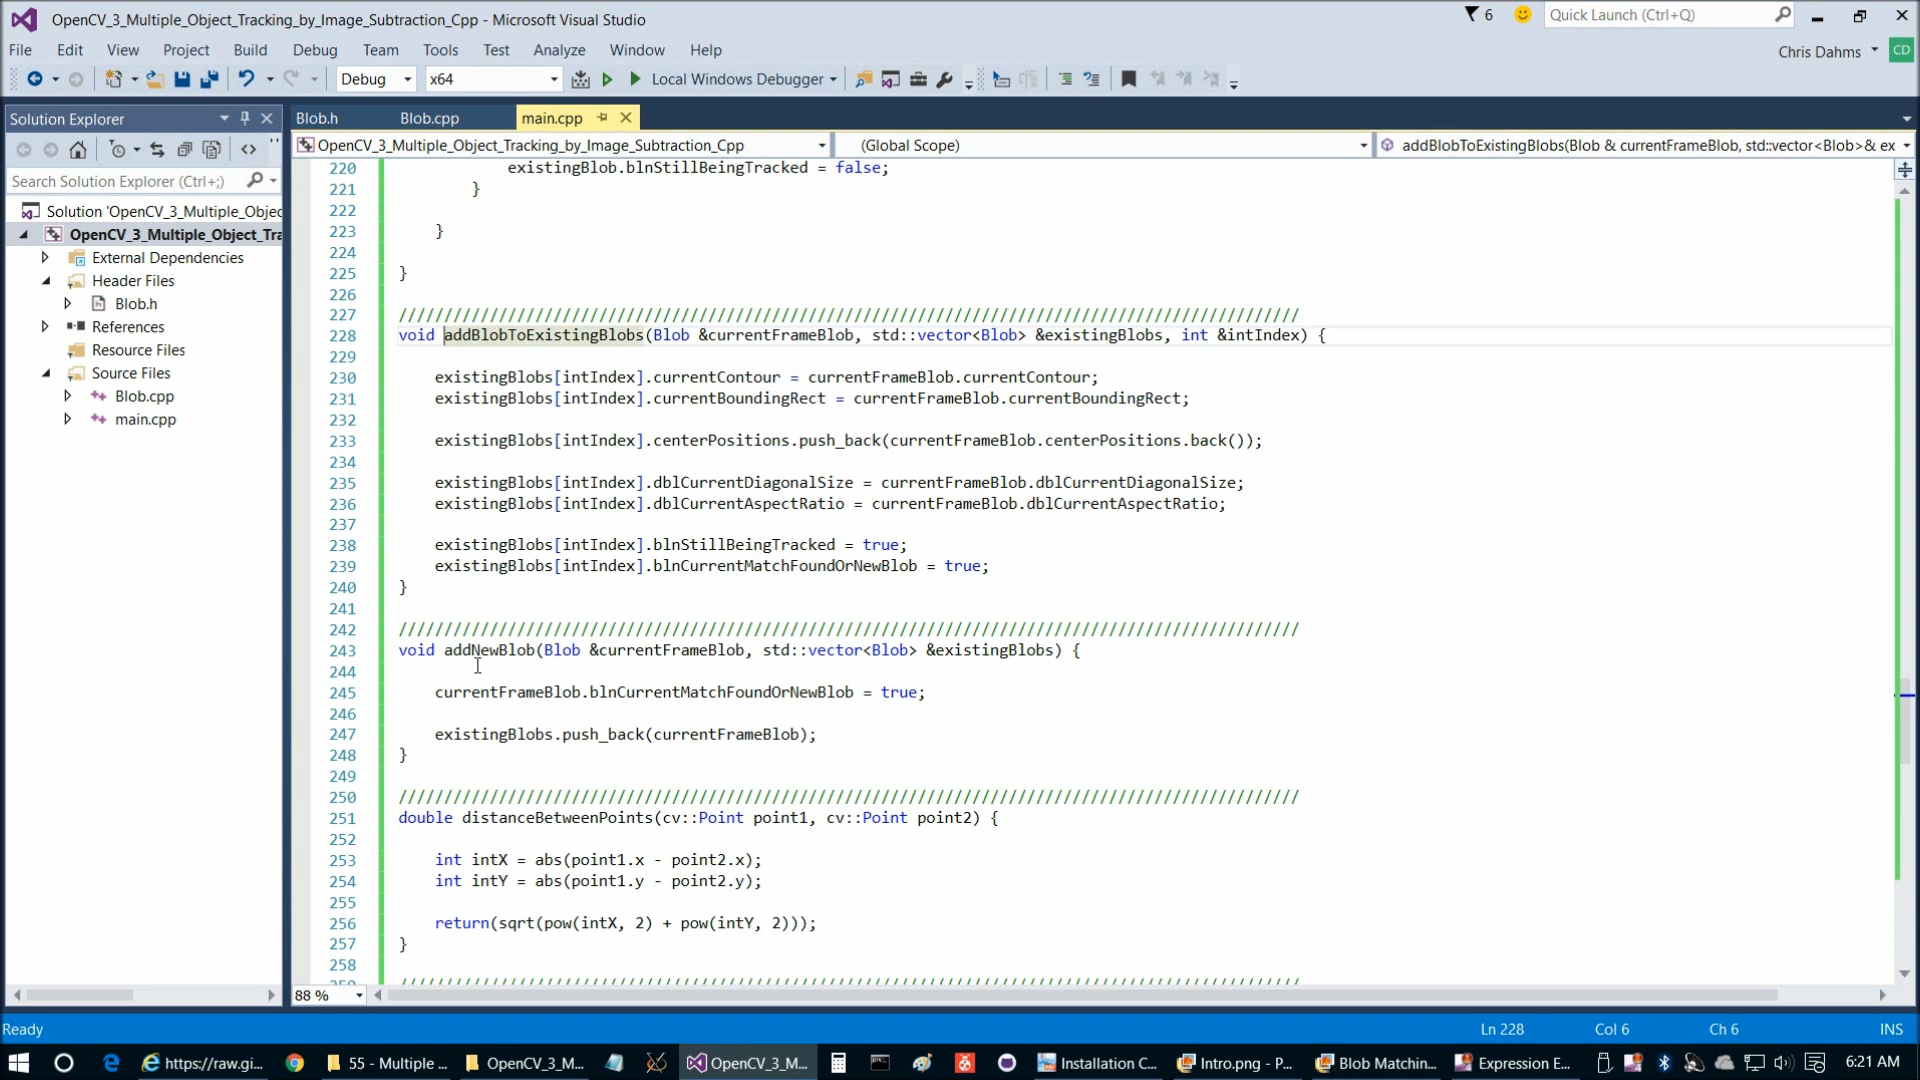 OpenCV_3_Multiple_Object_Tracking_by_Image_Subtraction_Cpp - Microsoft Visual Studio
6
Quick Launch (Ctrl+Q)
File Edit View Project Build Debug Team Tools Test Analyze Window Help
Chris Dahms
CD
Debug
x64
Local Windows Debugger
Solution Explorer
Search Solution Explorer (Ctrl+;)
Solution 'OpenCV_3_Multiple_Objec
OpenCV_3_Multiple_Object_Tra
External Dependencies
Header Files
Blob.h
References
Resource Files
Source Files
Blob.cpp
main.cpp
Blob.h Blob.cpp main.cpp
OpenCV_3_Multiple_Object_Tracking_by_Image_Subtraction_Cpp
(Global Scope)
addBlobToExistingBlobs(Blob & currentFrameBlob, std::vector<Blob>& ex
220 existingBlob.blnStillBeingTracked = false;
221 }
222
223 }
224
225 }
226
227 ///////////////////////////////////////////////////////////////////////////////////////////////////
228 void addBlobToExistingBlobs(Blob &currentFrameBlob, std::vector<Blob> &existingBlobs, int &intIndex) {
229
230 existingBlobs[intIndex].currentContour = currentFrameBlob.currentContour;
231 existingBlobs[intIndex].currentBoundingRect = currentFrameBlob.currentBoundingRect;
232
233 existingBlobs[intIndex].centerPositions.push_back(currentFrameBlob.centerPositions.back());
234
235 existingBlobs[intIndex].dblCurrentDiagonalSize = currentFrameBlob.dblCurrentDiagonalSize;
236 existingBlobs[intIndex].dblCurrentAspectRatio = currentFrameBlob.dblCurrentAspectRatio;
237
238 existingBlobs[intIndex].blnStillBeingTracked = true;
239 existingBlobs[intIndex].blnCurrentMatchFoundOrNewBlob = true;
240 }
241
242 ///////////////////////////////////////////////////////////////////////////////////////////////////
243 void addNewBlob(Blob &currentFrameBlob, std::vector<Blob> &existingBlobs) {
244
245 currentFrameBlob.blnCurrentMatchFoundOrNewBlob = true;
246
247 existingBlobs.push_back(currentFrameBlob);
248 }
249
250 ///////////////////////////////////////////////////////////////////////////////////////////////////
251 double distanceBetweenPoints(cv::Point point1, cv::Point point2) {
252
253 int intX = abs(point1.x - point2.x);
254 int intY = abs(point1.y - point2.y);
255
256 return(sqrt(pow(intX, 2) + pow(intY, 2)));
257 }
258
259 ///////////////////////////////////////////////////////////////////////////////////////////////////
88 %
Ready
Ln 228 Col 6 Ch 6 INS
https://raw.gi... 55 - Multiple ... OpenCV_3_M... OpenCV_3_M... Installation C... Intro.png - P... Blob Matchin... Expression E... 6:21 AM